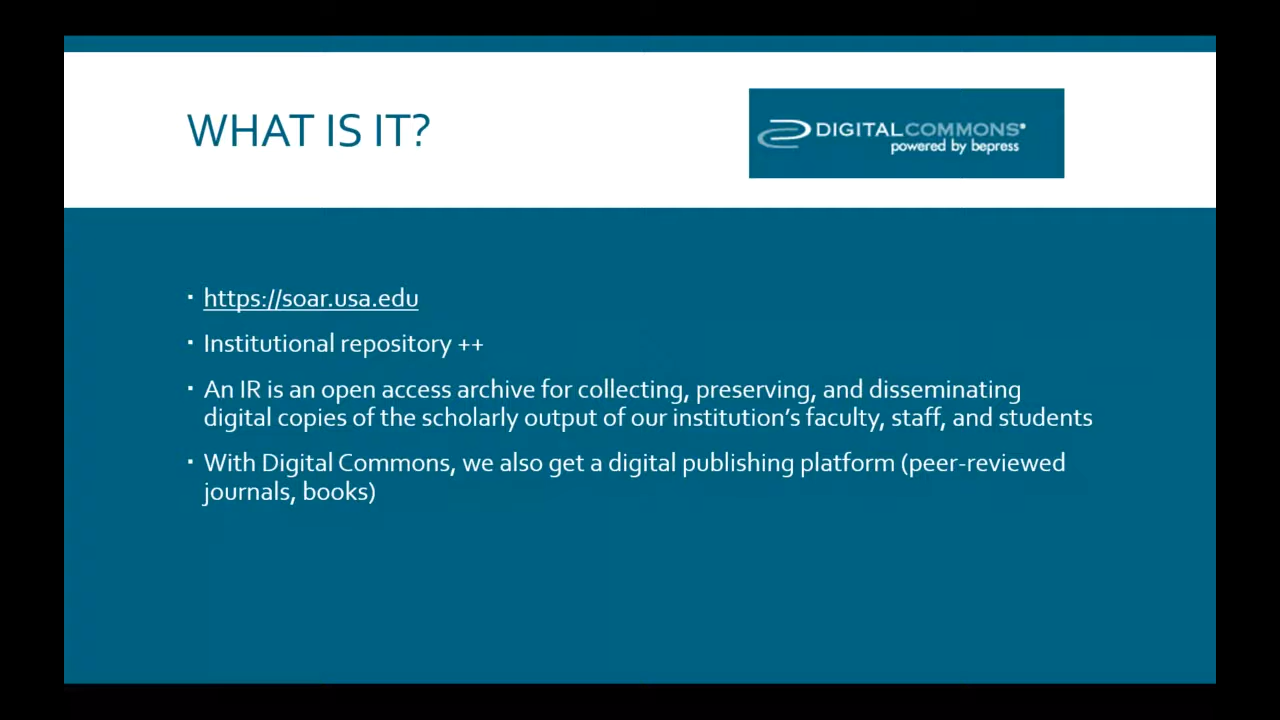 WHAT IS IT?
DIGITALCOMMONS®
powered by bepress
▪ https://soar.usa.edu
▪ Institutional repository ++
▪ An IR is an open access archive for collecting, preserving, and disseminating
digital copies of the scholarly output of our institution’s faculty, staff, and students
▪ With Digital Commons, we also get a digital publishing platform (peer-reviewed
journals, books)